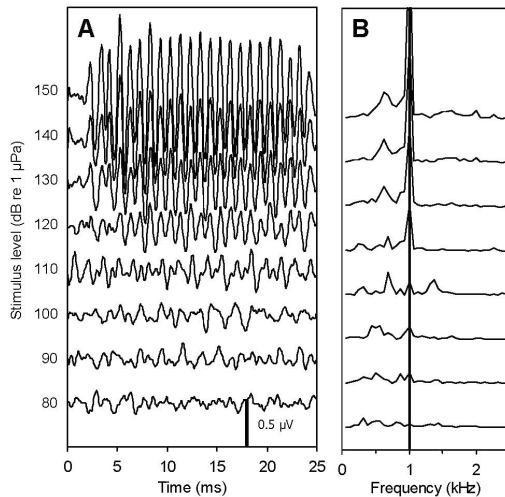 A
B
Stimulus level (dB re 1 µPa)
150
140
130
120
110
100
90
80
0.5 µV
0 5 10 15 20 25
Time (ms)
0 1 2
Frequency (kHz)